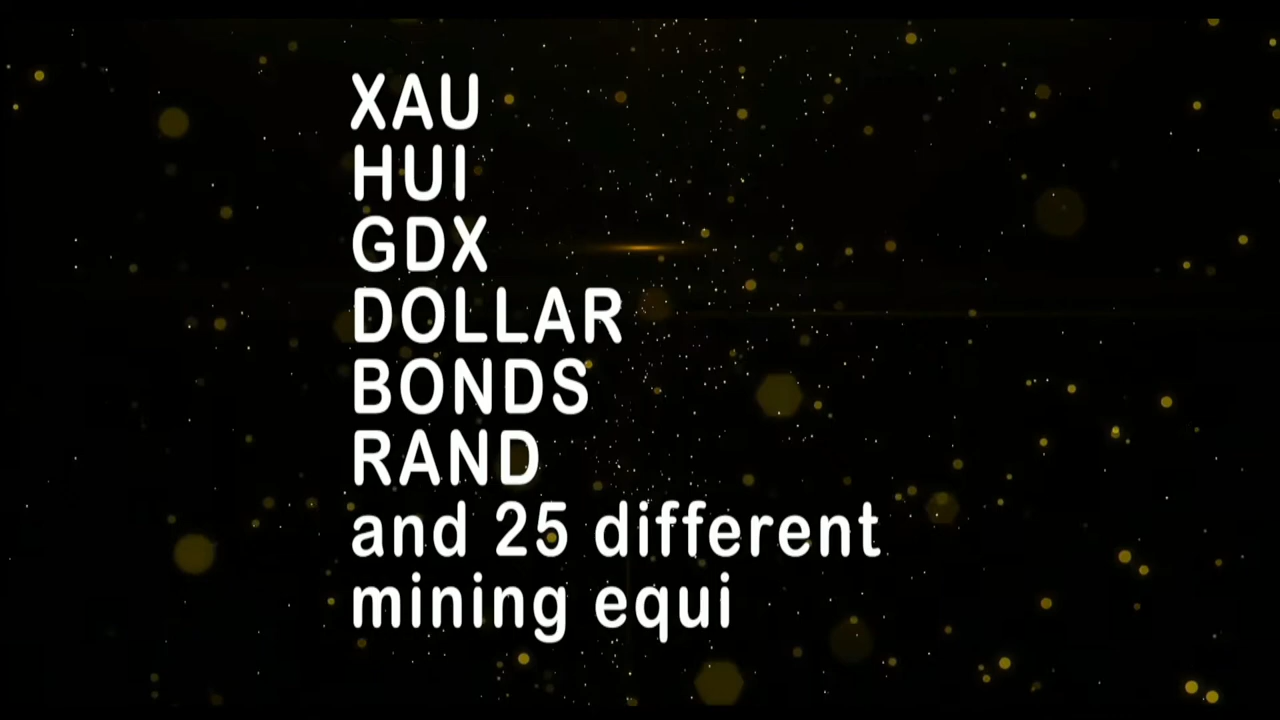 XAU
HUI
GDX
DOLLAR
BONDS
RAND
and 25 different
mining equi